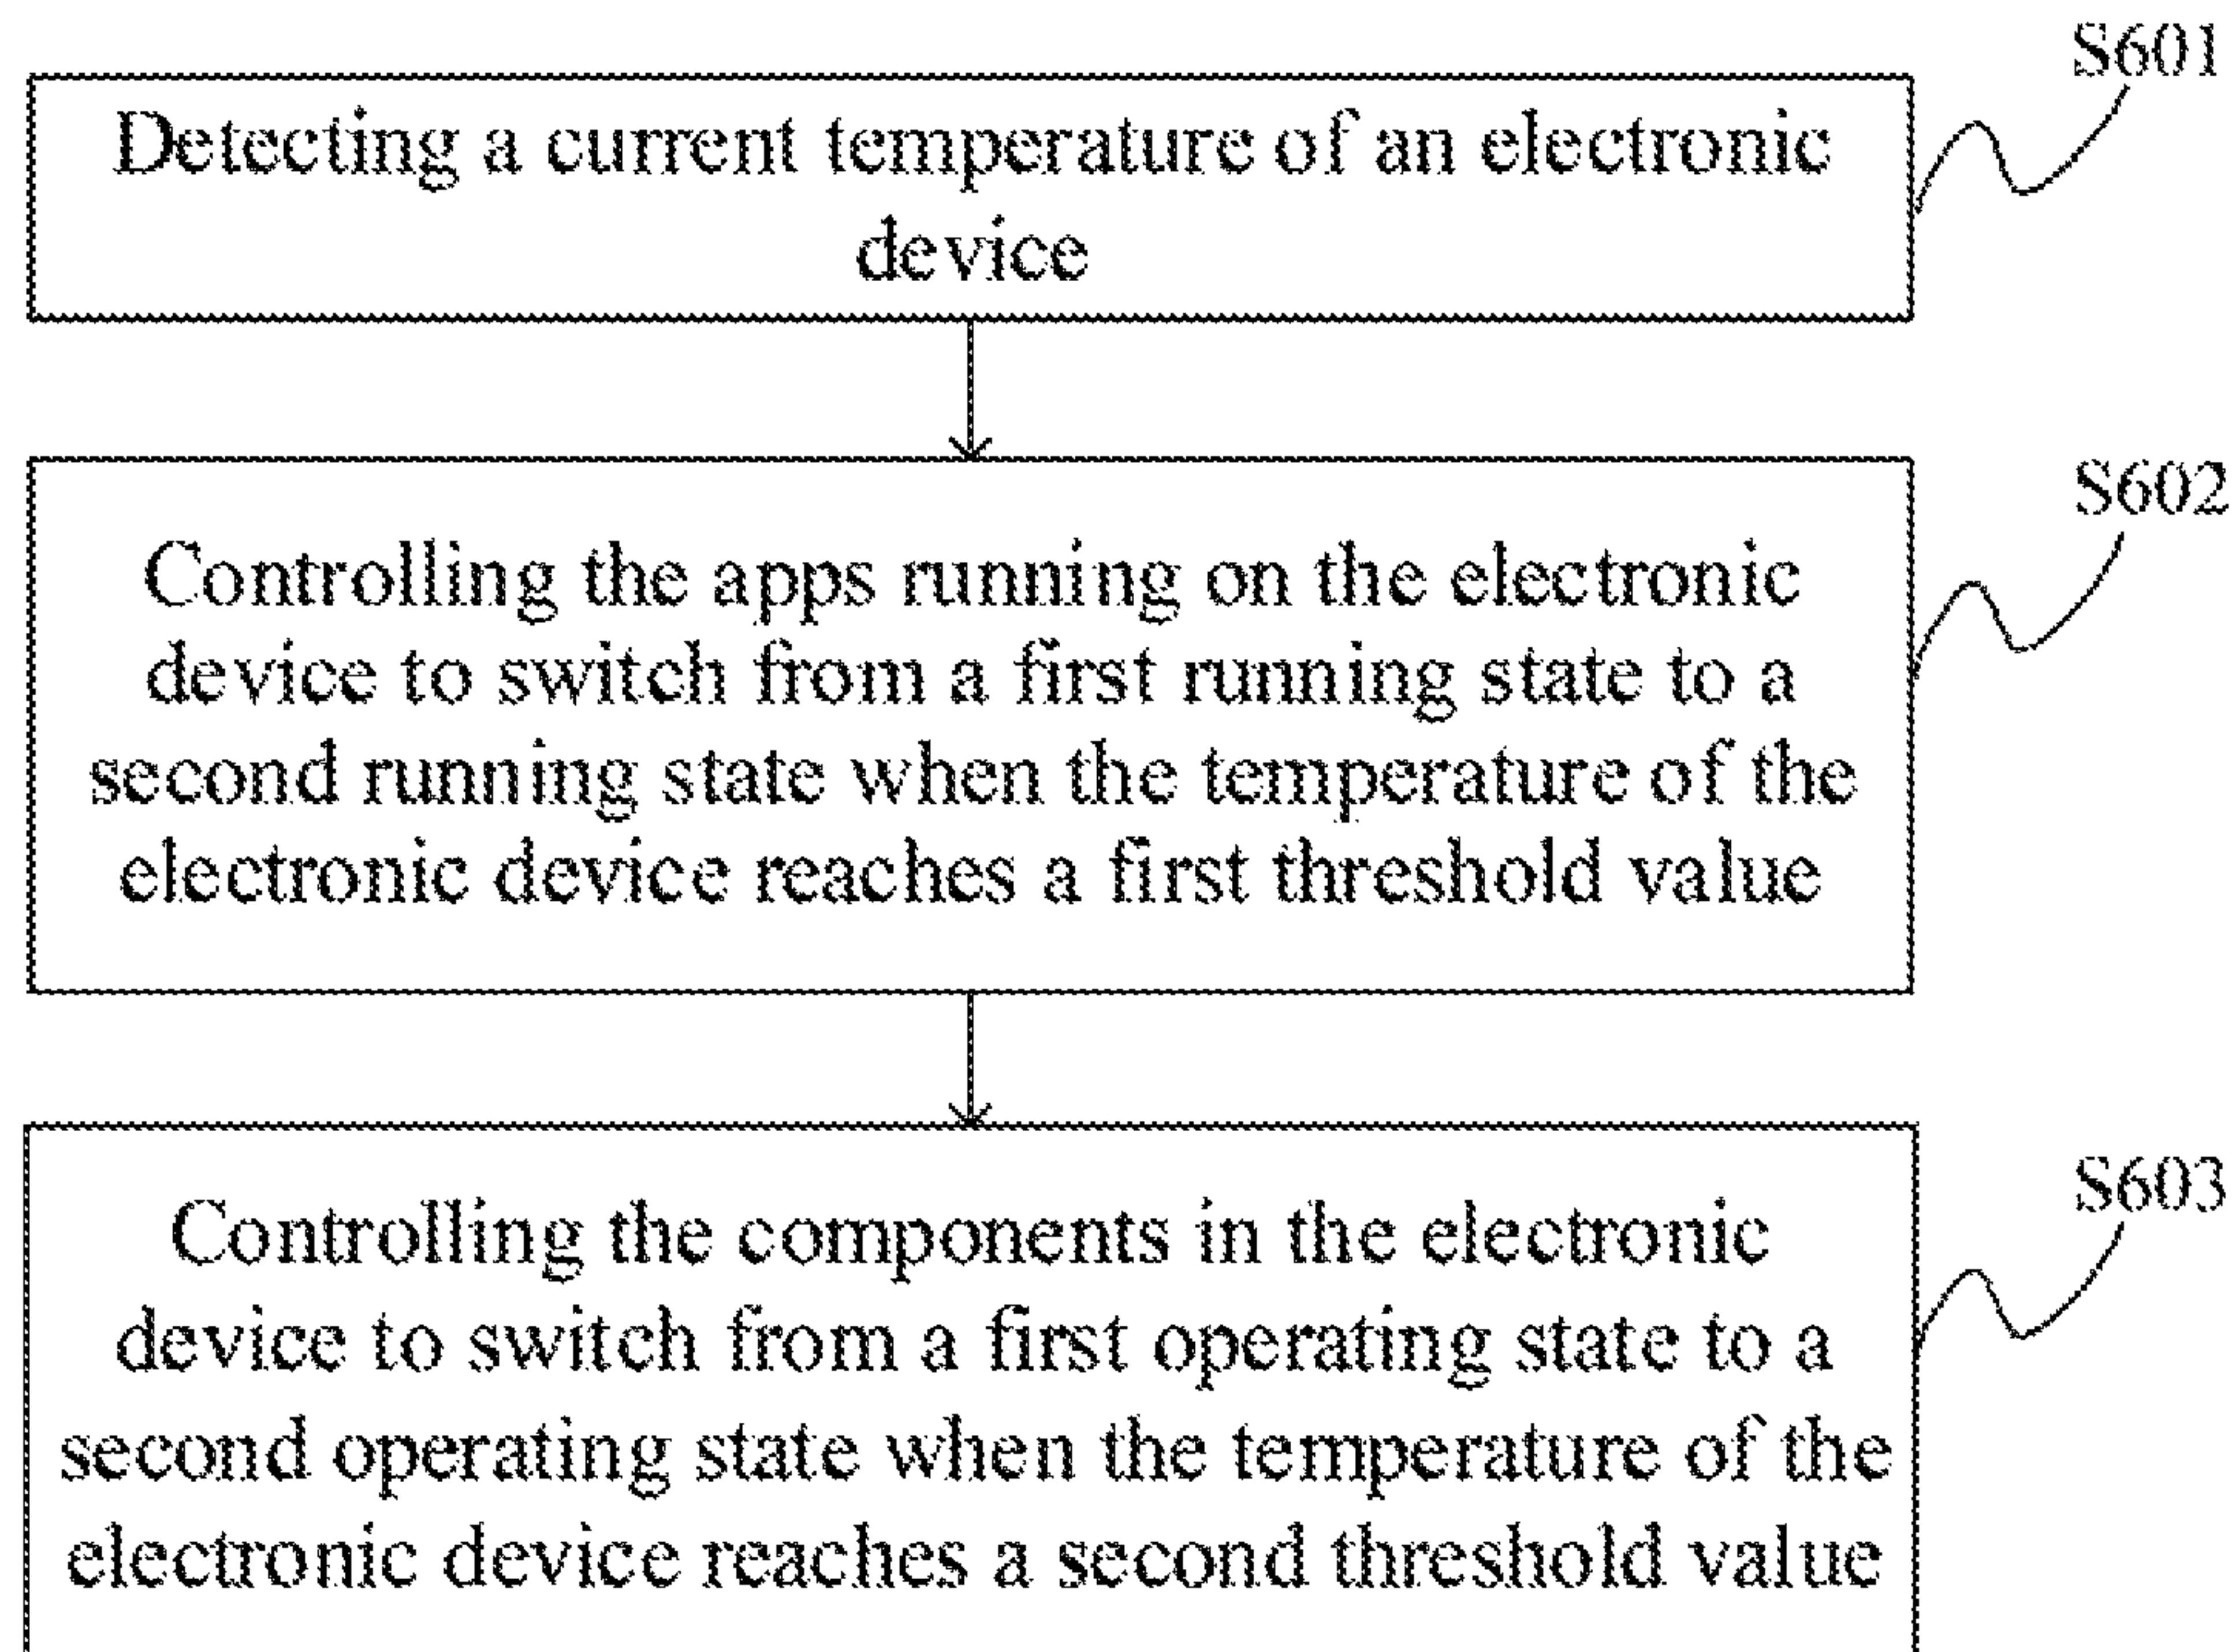 S601
Detecting a current temperature of an electronic
device
S602
Controlling the apps running on the electronic
device to switch from a first running state to a
second running state when the temperature of the
electronic device reaches a first threshold value
S603
Controlling the components in the electronic
device to switch from a first operating state to a
second operating state when the temperature of the
electronic device reaches a second threshold value